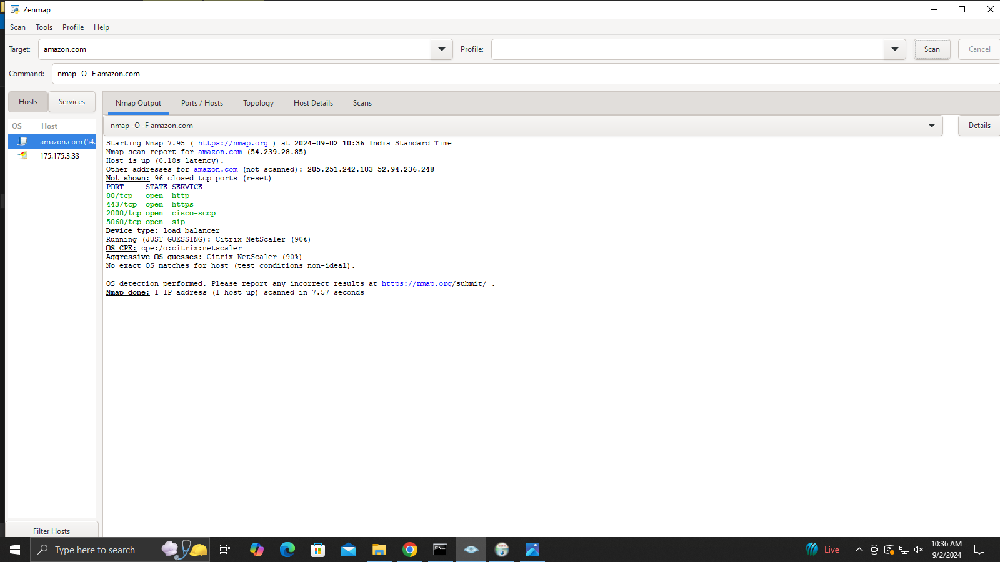 Zenmap
Scan Tools Profile Help
Target: amazon.com Profile: Scan Cancel
Command: nmap -O -F amazon.com
Hosts Services Nmap Output Ports / Hosts Topology Host Details Scans
OS Host
nmap -O -F amazon.com Details
amazon.com (54.
175.175.3.33
Starting Nmap 7.95 ( https://nmap.org ) at 2024-09-02 10:36 India Standard Time
Nmap scan report for amazon.com (54.239.28.85)
Host is up (0.18s latency).
Other addresses for amazon.com (not scanned): 205.251.242.103 52.94.236.248
Not shown: 96 closed tcp ports (reset)
PORT STATE SERVICE
80/tcp open http
443/tcp open https
2000/tcp open cisco-sccp
5060/tcp open sip
Device type: load balancer
Running (JUST GUESSING): Citrix NetScaler (90%)
OS CPE: cpe:/o:citrix:netscaler
Aggressive OS guesses: Citrix NetScaler (90%)
No exact OS matches for host (test conditions non-ideal).
OS detection performed. Please report any incorrect results at https://nmap.org/submit/ .
Nmap done: 1 IP address (1 host up) scanned in 7.57 seconds
Filter Hosts
Type here to search
Live
10:36 AM
9/2/2024